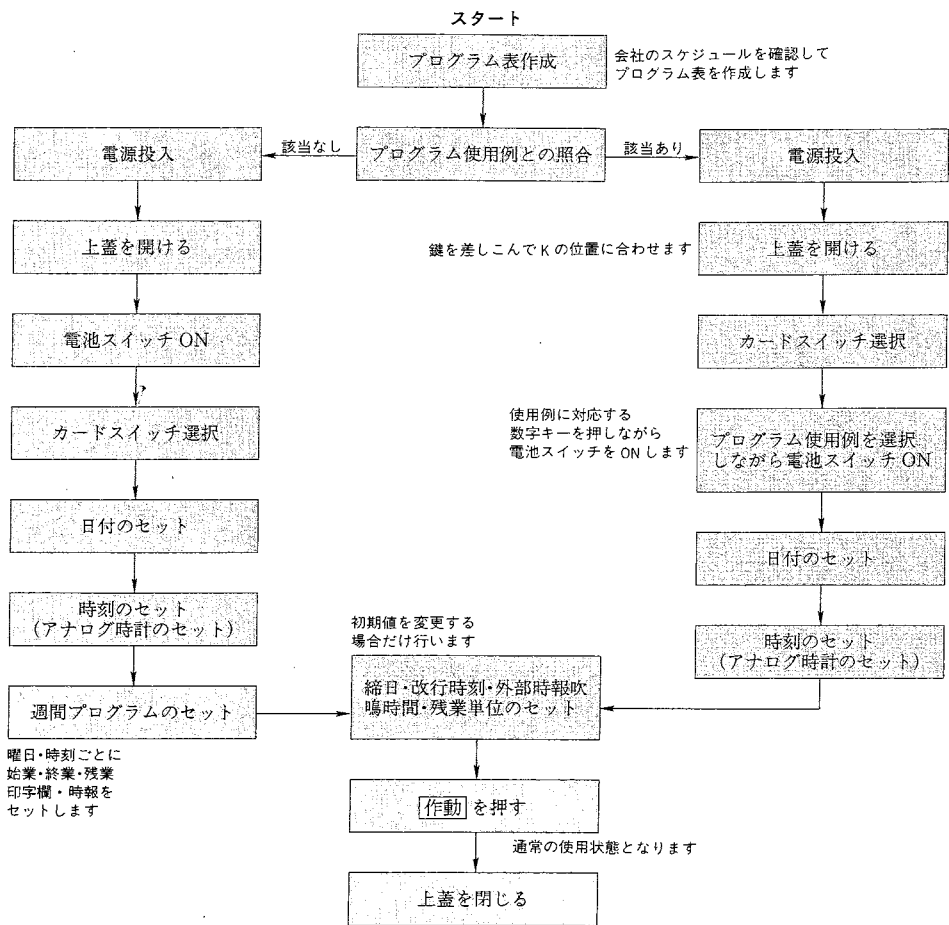 スタート
プログラム表作成
会社のスケジュールを確認して
プログラム表を作成します
電源投入
該当なし
プログラム使用例との照合
該当あり
電源投入
上蓋を開ける
鍵を差しこんでKの位置に合わせます
上蓋を開ける
電池スイッチON
カードスイッチ選択
カードスイッチ選択
使用例に対応する
数字キーを押しながら
電池スイッチをONします
プログラム使用例を選択
しながら電池スイッチON
日付のセット
日付のセット
時刻のセット
(アナログ時計のセット)
初期値を変更する
場合だけ行います
時刻のセット
(アナログ時計のセット)
週間プログラムのセット
締日・改行時刻・外部時報吹
鳴時間・残業単位のセット
曜日・時刻ごとに
始業・終業・残業
印字欄・時報を
セットします
作動 を押す
通常の使用状態となります
上蓋を閉じる